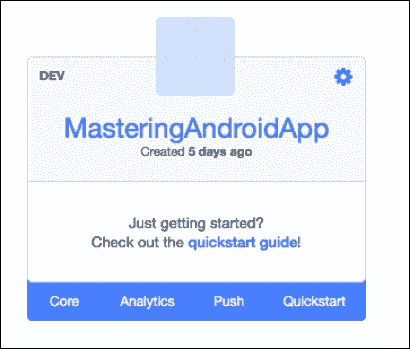 DEV
MasteringAndroidApp
Created 5 days ago
Just getting started?
Check out the quickstart guide!
Core Analytics Push Quickstart